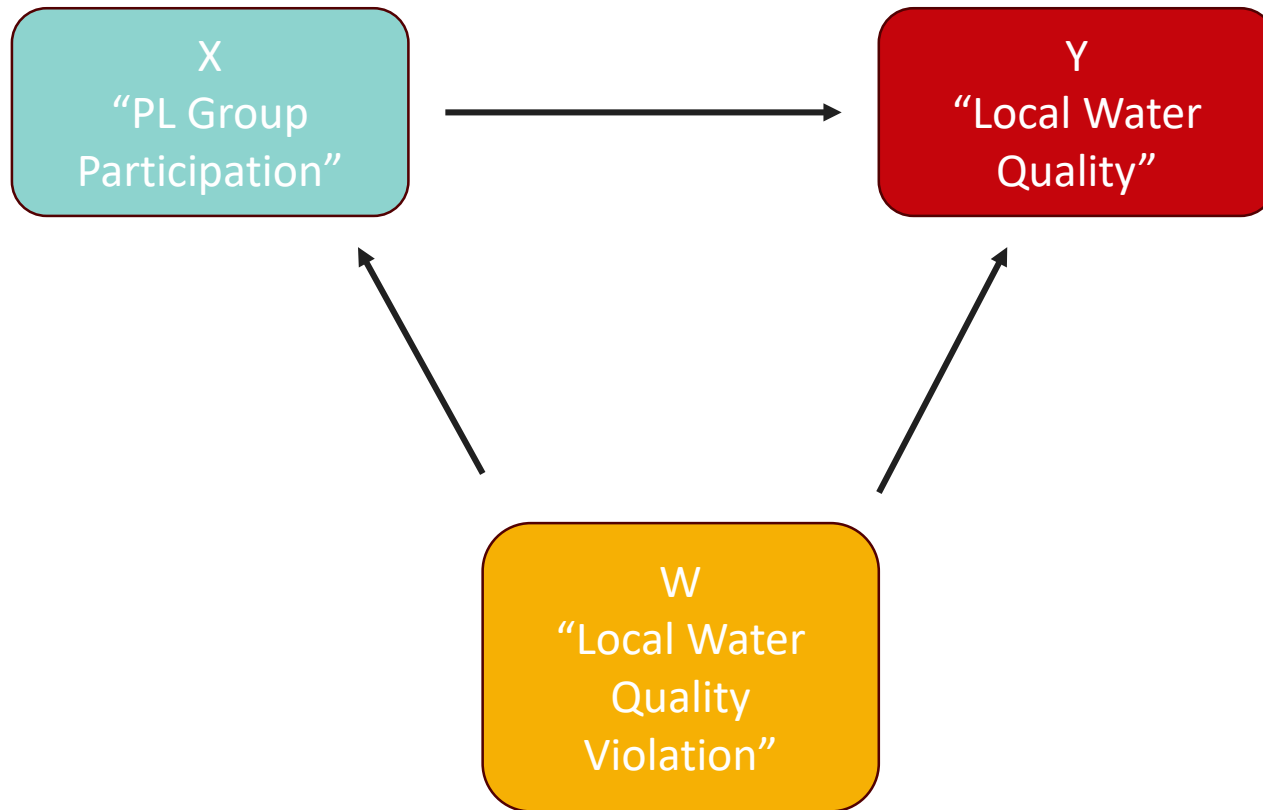 X
“PL Group
Participation”
Y
“Local Water
Quality”
W
“Local Water
Quality
Violation”